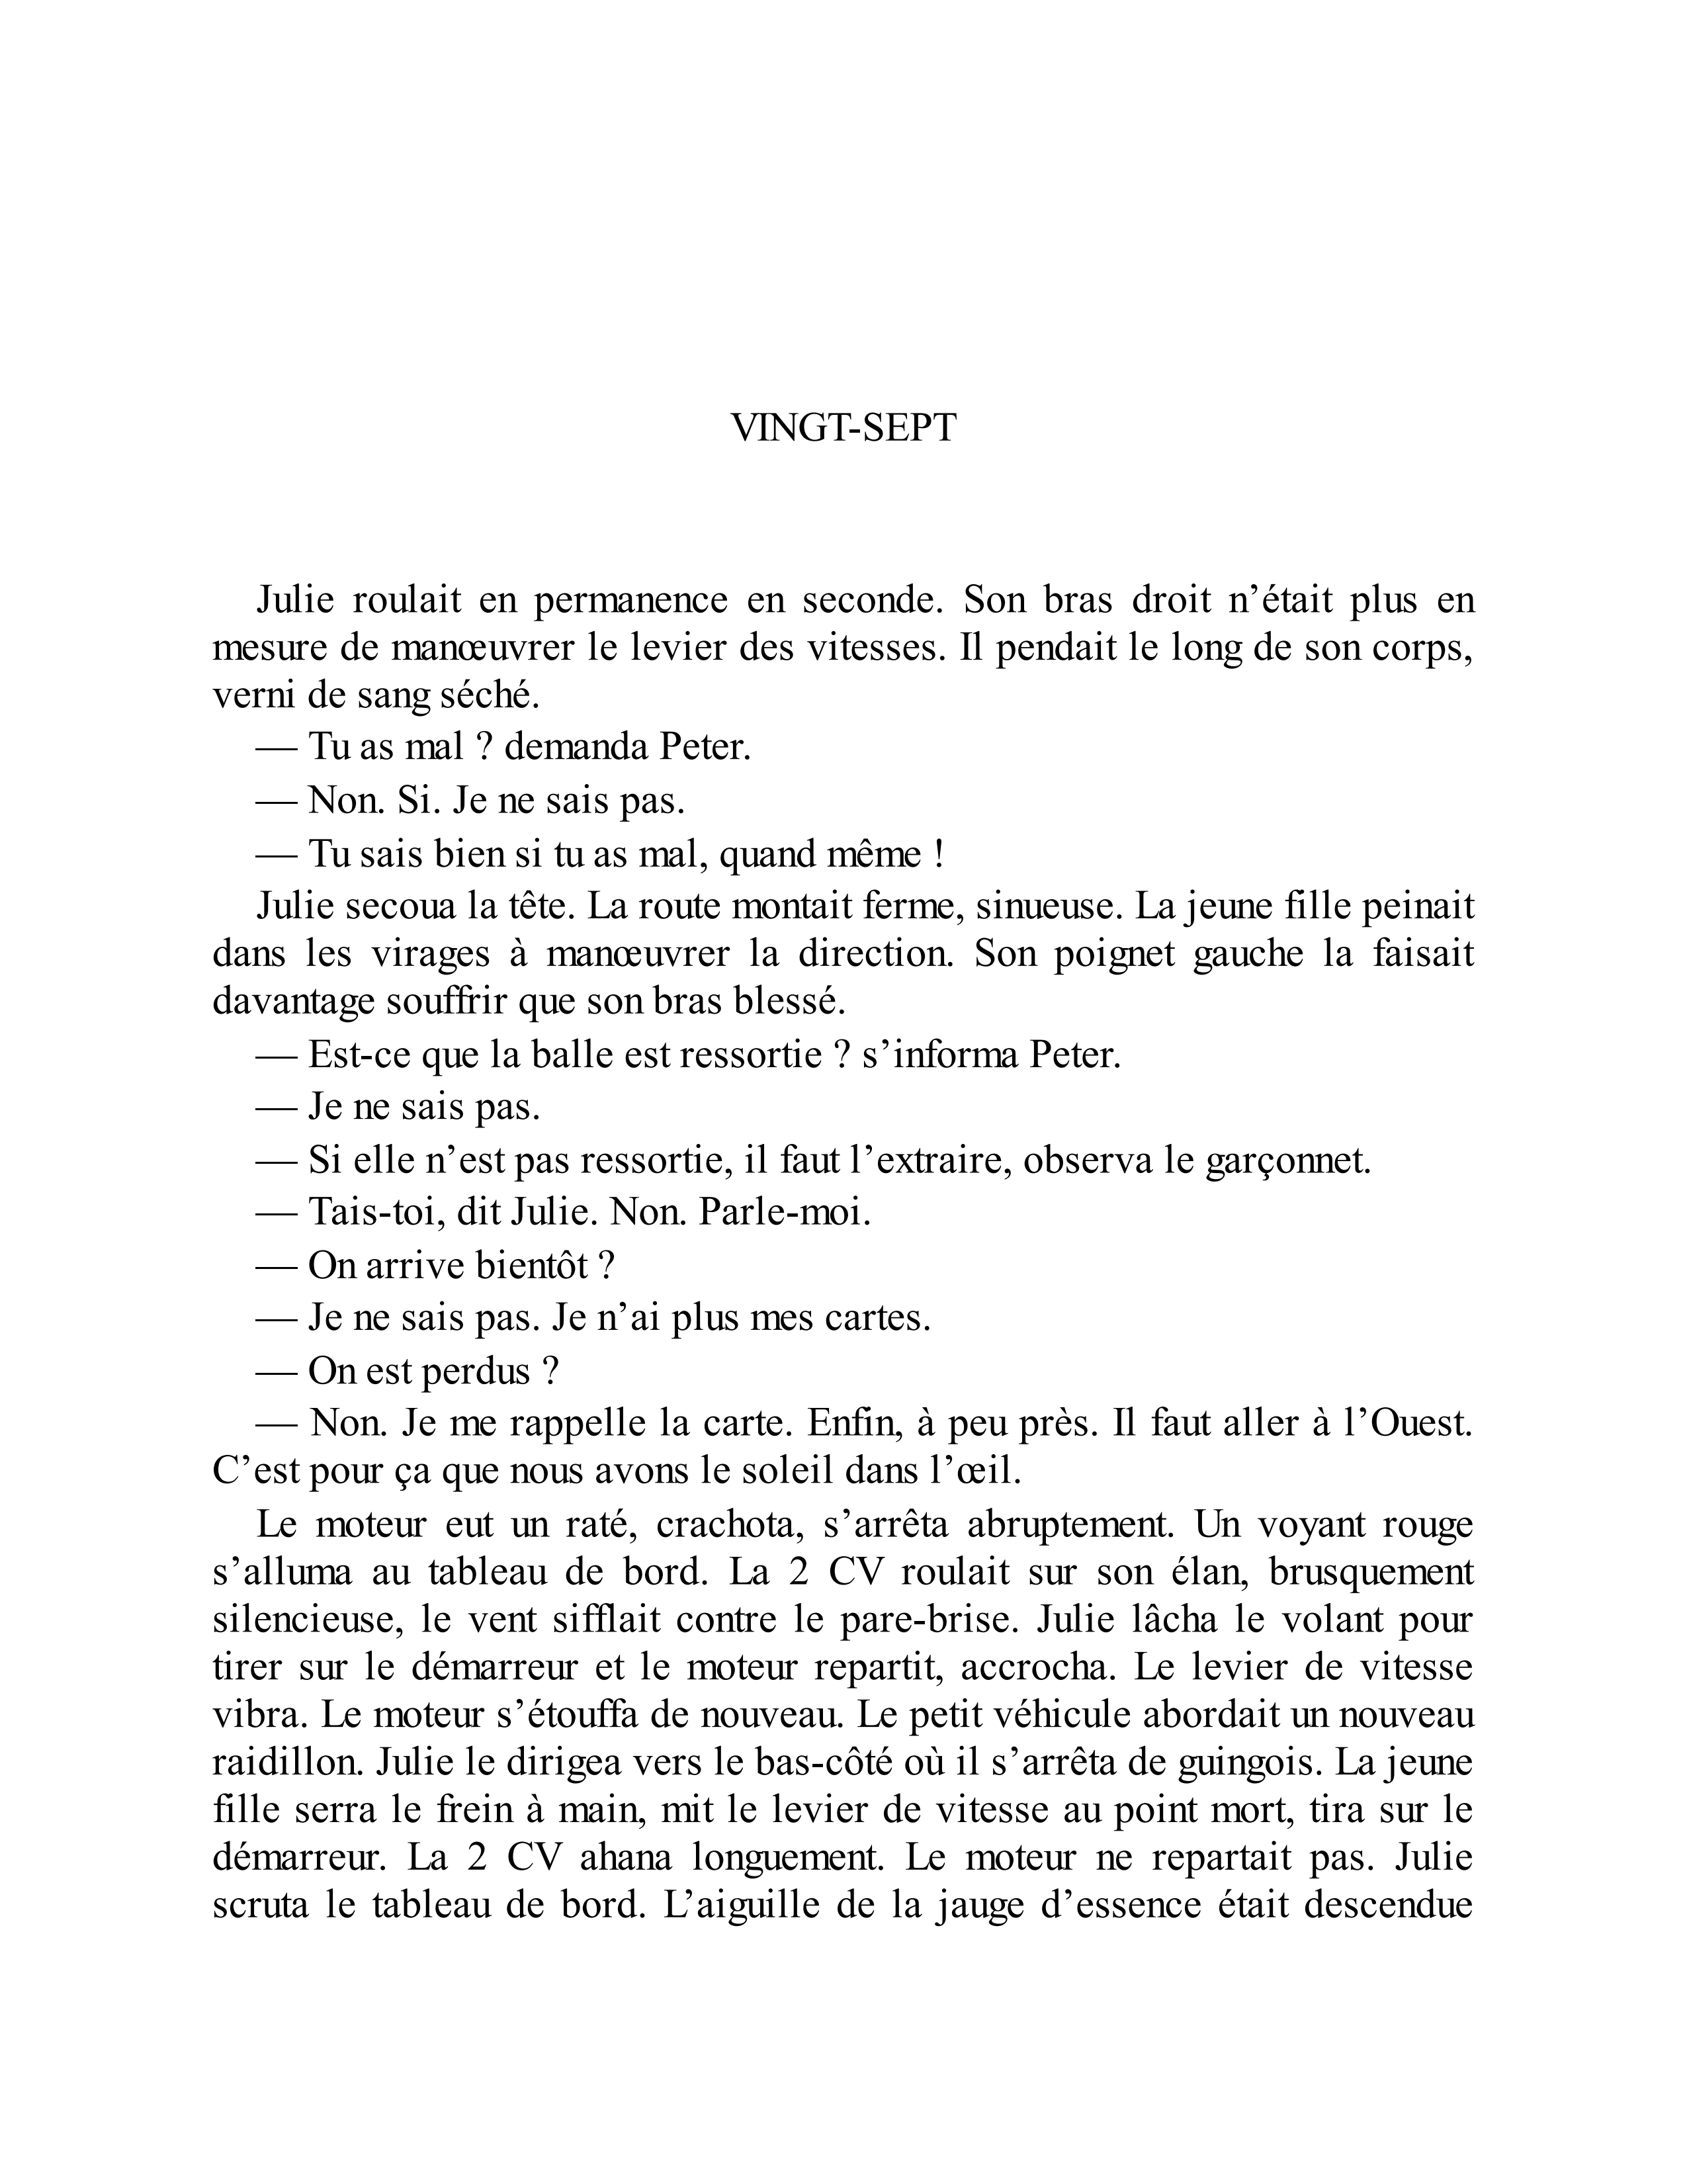 VINGT-SEPT
Julie roulait en permanence en seconde. Son bras droit n’était plus en
mesure de manœuvrer le levier des vitesses. Il pendait le long de son corps,
verni de sang séché.
— Tu as mal ? demanda Peter.
— Non. Si. Je ne sais pas.
— Tu sais bien si tu as mal, quand même !
Julie secoua la tête. La route montait ferme, sinueuse. La jeune fille peinait
dans les virages à manœuvrer la direction. Son poignet gauche la faisait
davantage souffrir que son bras blessé.
— Est-ce que la balle est ressortie ? s’informa Peter.
— Je ne sais pas.
— Si elle n’est pas ressortie, il faut l’extraire, observa le garçonnet.
— Tais-toi, dit Julie. Non. Parle-moi.
— On arrive bientôt ?
— Je ne sais pas. Je n’ai plus mes cartes.
— On est perdus ?
— Non. Je me rappelle la carte. Enfin, à peu près. Il faut aller à l’Ouest.
C’est pour ça que nous avons le soleil dans l’œil.
Le moteur eut un raté, crachota, s’arrêta abruptement. Un voyant rouge
s’alluma au tableau de bord. La 2 CV roulait sur son élan, brusquement
silencieuse, le vent sifflait contre le pare-brise. Julie lâcha le volant pour
tirer sur le démarreur et le moteur repartit, accrocha. Le levier de vitesse
vibra. Le moteur s’étouffa de nouveau. Le petit véhicule abordait un nouveau
raidillon. Julie le dirigea vers le bas-côté où il s’arrêta de guingois. La jeune
fille serra le frein à main, mit le levier de vitesse au point mort, tira sur le
démarreur. La 2 CV ahana longuement. Le moteur ne repartait pas. Julie
scruta le tableau de bord. L’aiguille de la jauge d’essence était descendue